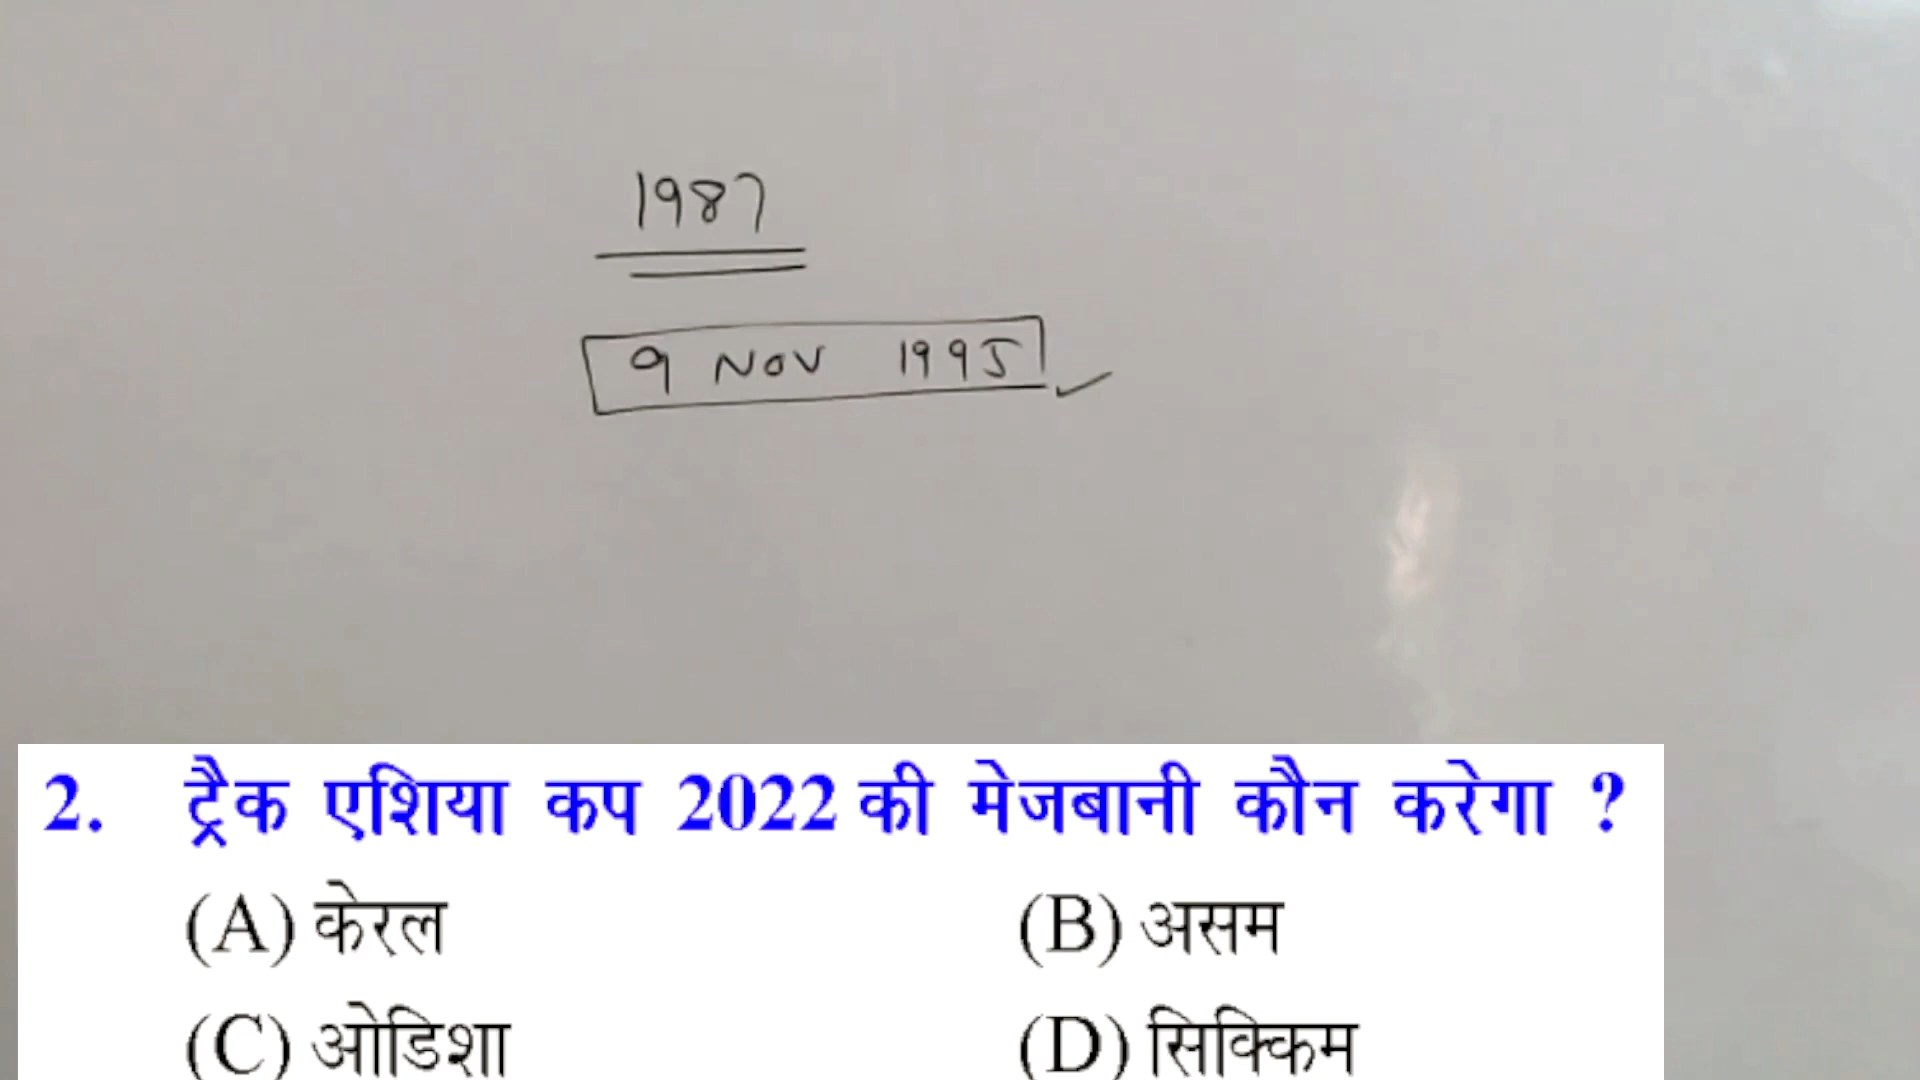 1987
9 NOV 1995
2. ट्रैक एशिया कप 2022 की मेजबानी कौन करेगा ?
(A) केरल (B) असम
(C) ओडिशा (D) सिक्किम